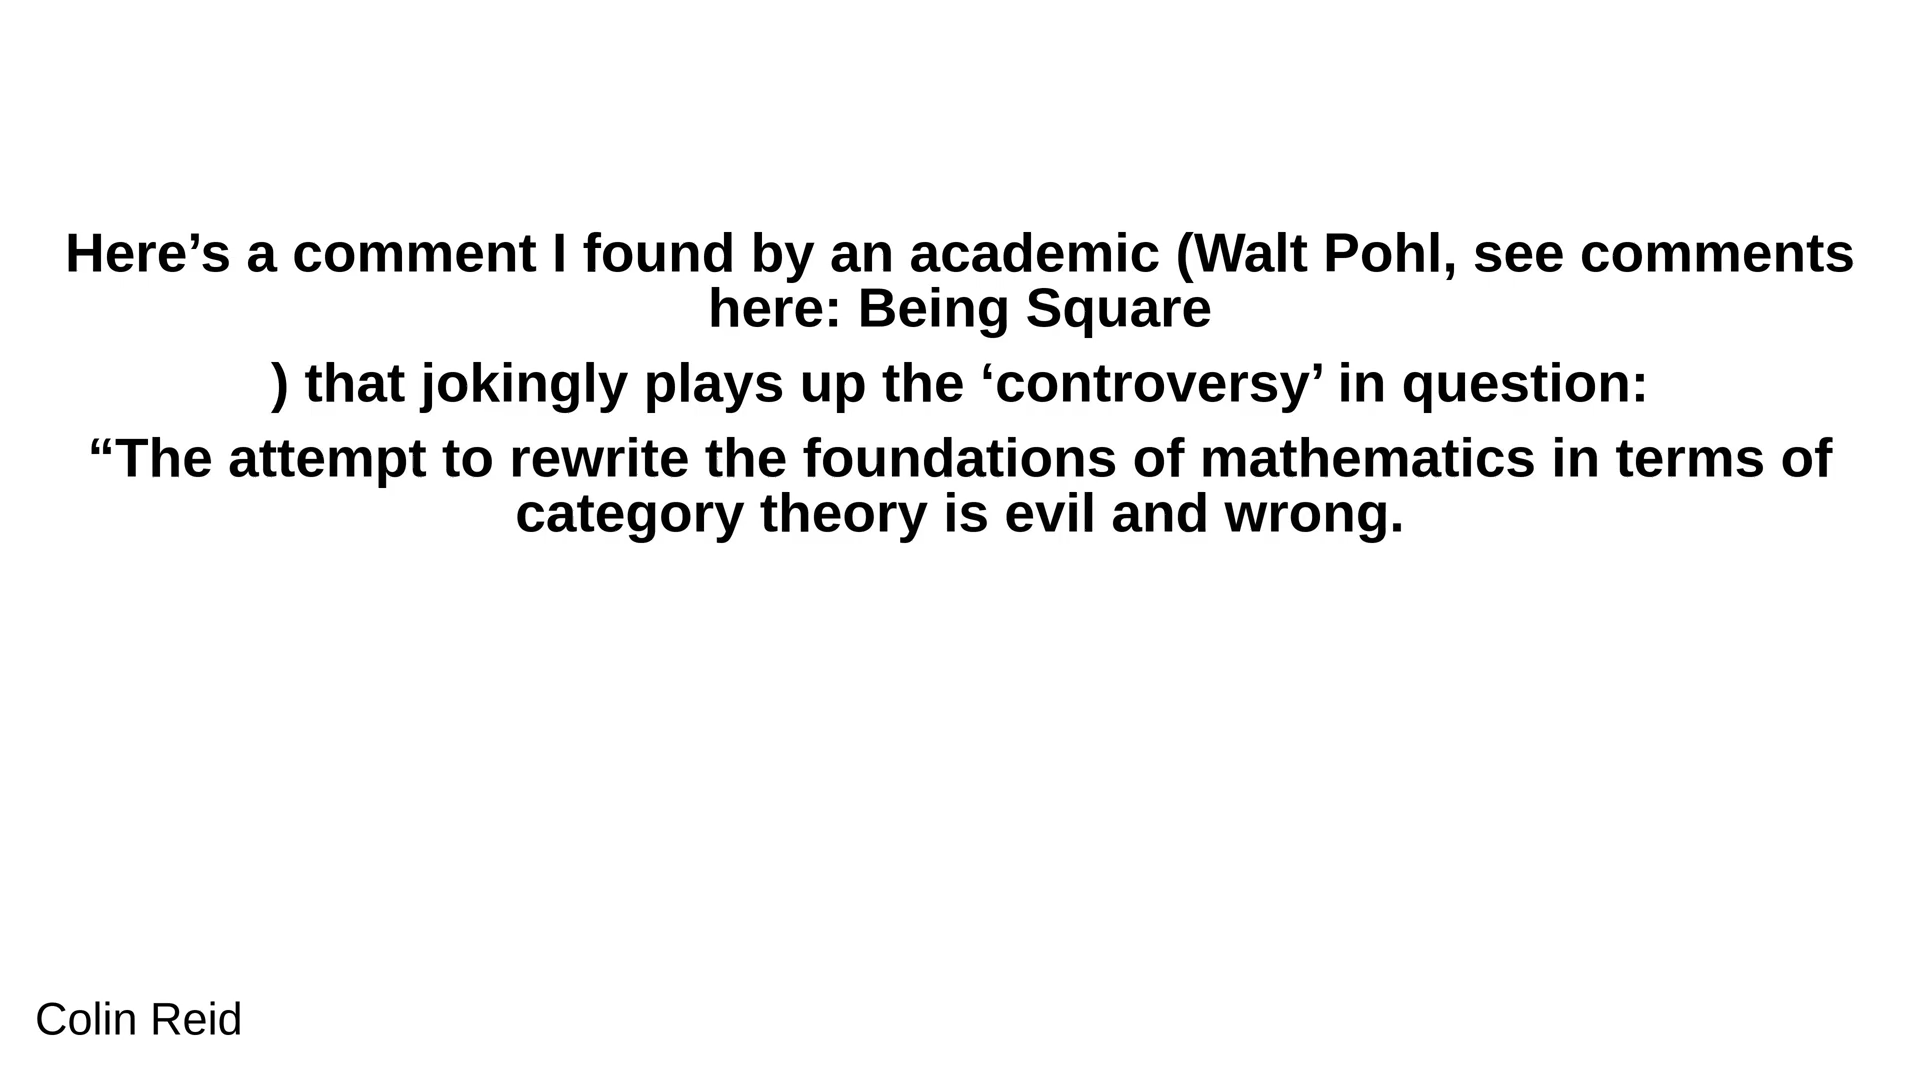 Here’s a comment I found by an academic (Walt Pohl, see comments
here: Being Square
) that jokingly plays up the ‘controversy’ in question:
“The attempt to rewrite the foundations of mathematics in terms of
category theory is evil and wrong.
Colin Reid